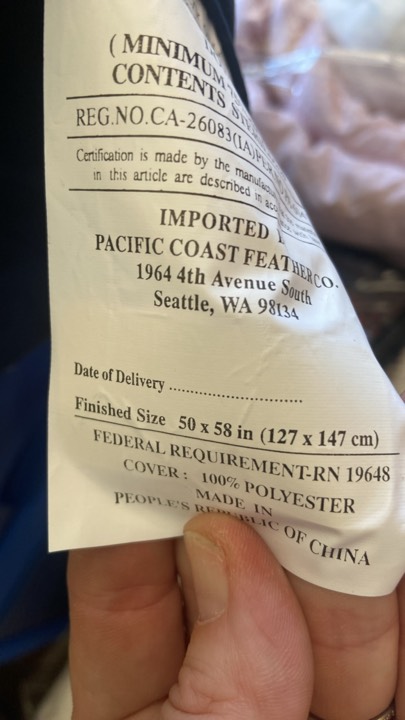 ( MINIMUM
CONTENTS
REG.NO.CA-26083(IA)
Certification is made by the
in this article are described in
IMPORTED
PACIFIC COAST FEATHER CO.
1964 4th Avenue South
Seattle, WA 98134
Date of Delivery ..............................
Finished Size 50 x 58 in (127 x 147 cm)
FEDERAL REQUIREMENT-RN 19648
COVER : 100% POLYESTER
MADE IN
PEOPLE'S REPUBLIC OF CHINA